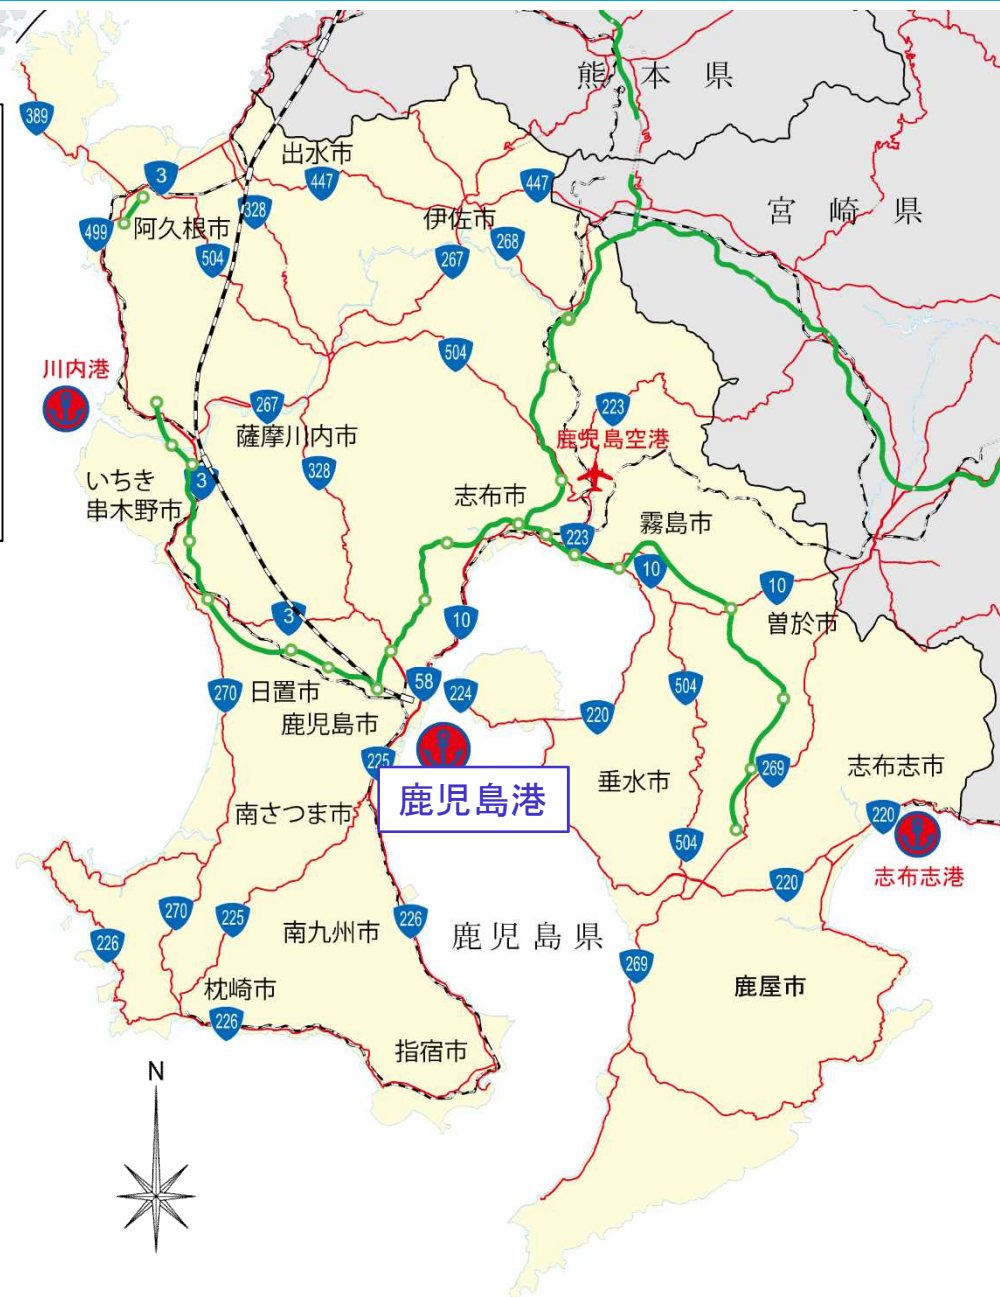 熊本県
389
出水市
3
447
447
宮崎県
328
499
阿久根市
伊佐市
268
504
267
川内港
504
267
223
薩摩川内市
鹿児島空港
328
いちき
串木野市
3
志布市
霧島市
223
10
10
3
10
曽於市
日置市
270
58
224
504
220
鹿児島市
225
269
志布志市
垂水市
鹿児島港
南さつま市
220
504
志布志港
220
270
225
226
226
南九州市
鹿児島県
269
鹿屋市
枕崎市
226
指宿市
N